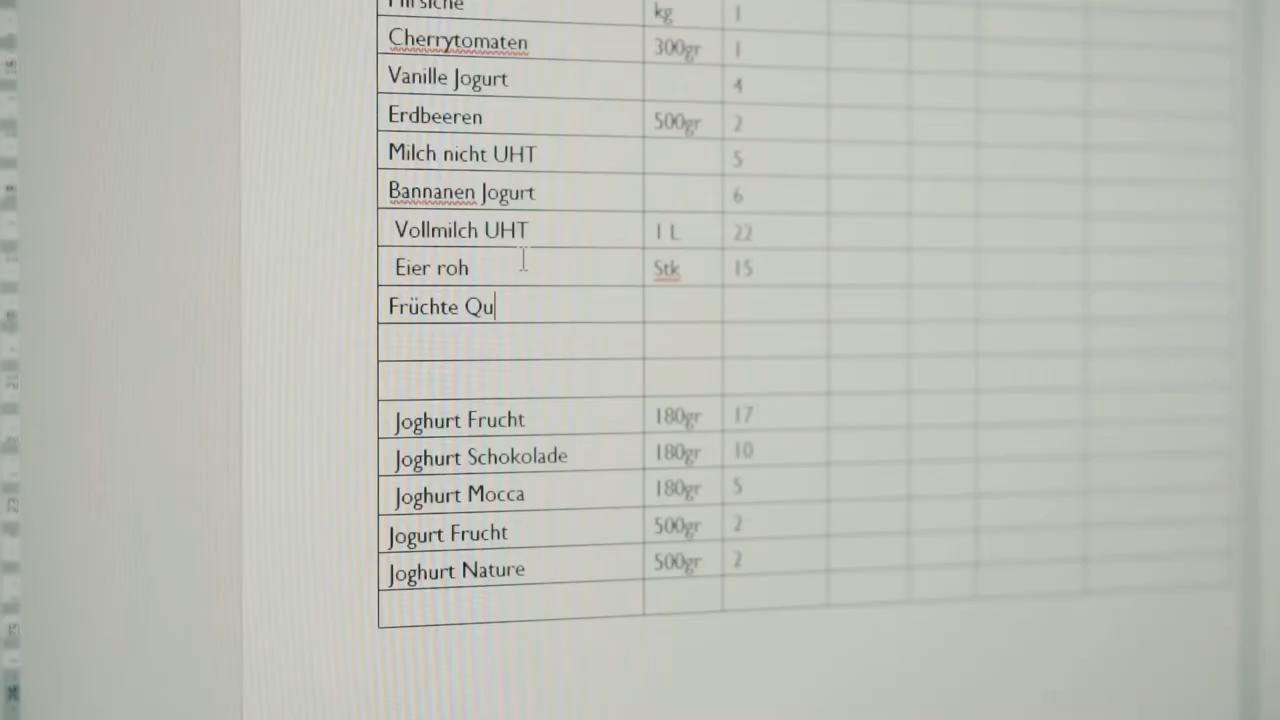 kg 1
Cherrytomaten 300gr 1
Vanille Jogurt 4
Erdbeeren 500gr 2
Milch nicht UHT 5
Bannanen Jogurt 6
Vollmilch UHT 1 L 22
Eier roh Stk 15
Früchte Qu
Joghurt Frucht 180gr 17
Joghurt Schokolade 180gr 10
Joghurt Mocca 180gr 5
Jogurt Frucht 500gr 2
Joghurt Nature 500gr 2